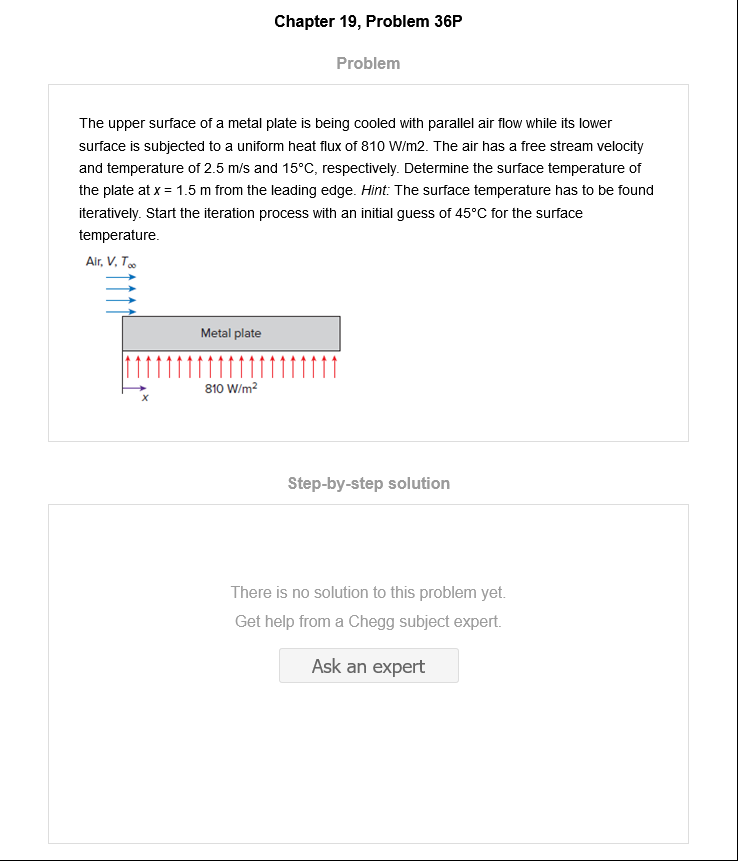 Chapter 19, Problem 36P
Problem
The upper surface of a metal plate is being cooled with parallel air flow while its lower
surface is subjected to a uniform heat flux of 810 W/m2. The air has a free stream velocity
and temperature of 2.5 m/s and 15°C, respectively. Determine the surface temperature of
the plate at x = 1.5 m from the leading edge. Hint: The surface temperature has to be found
iteratively. Start the iteration process with an initial guess of 45°C for the surface
temperature.
Air, V, T∞
Metal plate
810 W/m²
x
Step-by-step solution
There is no solution to this problem yet.
Get help from a Chegg subject expert.
Ask an expert